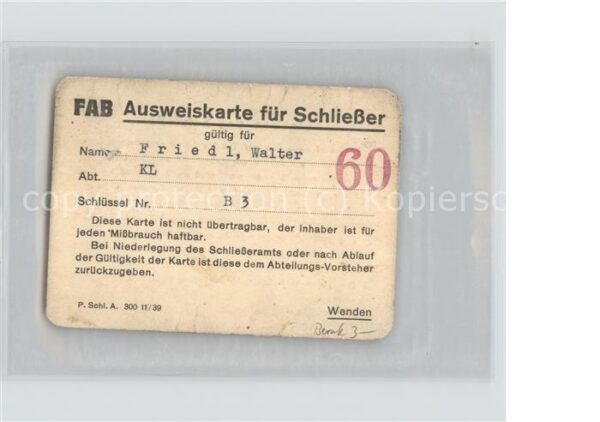 FAB Ausweiskarte für Schließer
gültig für
Name Friedl, Walter
60
Abt. KL
Schlüssel Nr. B 3
Diese Karte ist nicht übertragbar, der Inhaber ist für
jeden Mißbrauch haftbar.
Bei Niederlegung des Schließeramts oder nach Ablauf
der Gültigkeit der Karte ist diese dem Abteilungs-Vorsteher
zurückzugeben.
P. Schl. A. 300 11/39
Wenden
3—
copyright protection (c) Kopiersc